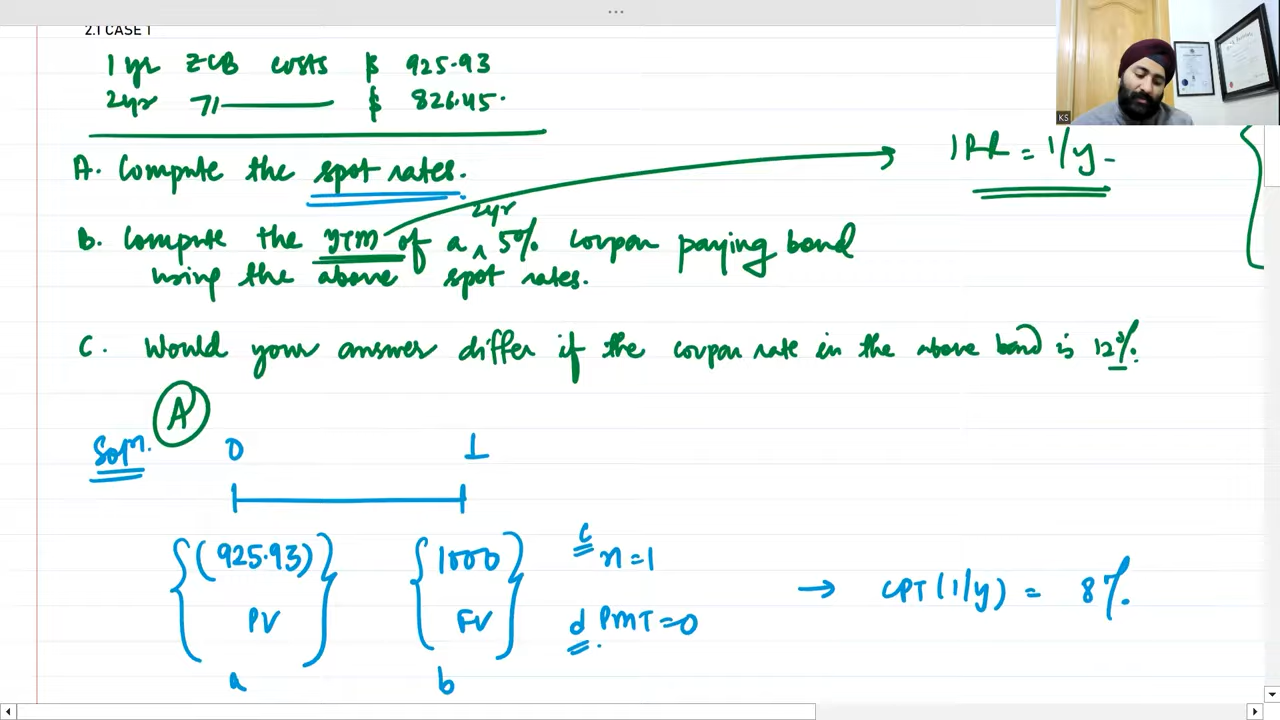 2.1 CASE 1
1 yr ZCB costs $ 925.93
2yr —〃— $ 826.45.
A. Compute the spot rates.
IRR = I/y
B. Compute the YTM of a 2yr 5% coupon paying bond
using the above spot rates.
C. Would your answer differ if the coupon rate in the above bond is 12%.
A
Soln.
0 1
(925.93) 1000 c n=1
PV FV d PMT=0
→ CPT(I/y) = 8%
a b
KS